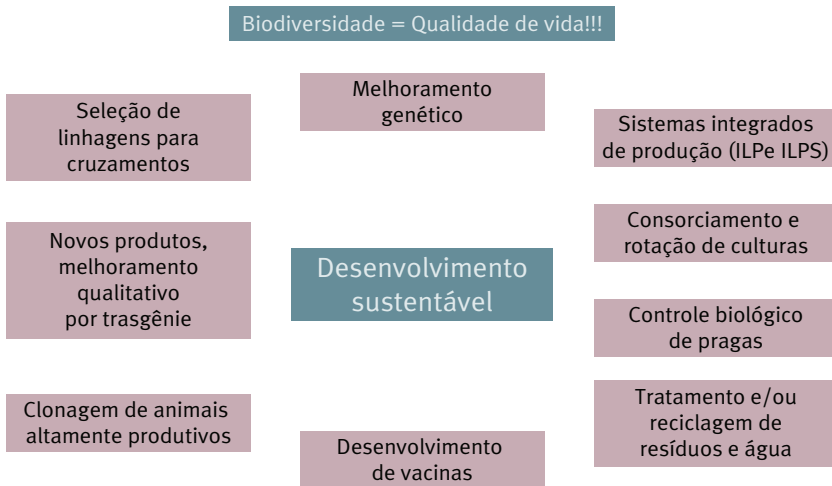 Biodiversidade = Qualidade de vida!!!
Melhoramento
genético
Seleção de
linhagens para
cruzamentos
Sistemas integrados
de produção (ILPe ILPS)
Novos produtos,
melhoramento
qualitativo
por trasgênie
Desenvolvimento
sustentável
Consorciamento e
rotação de culturas
Controle biológico
de pragas
Clonagem de animais
altamente produtivos
Desenvolvimento
de vacinas
Tratamento e/ou
reciclagem de
resíduos e água